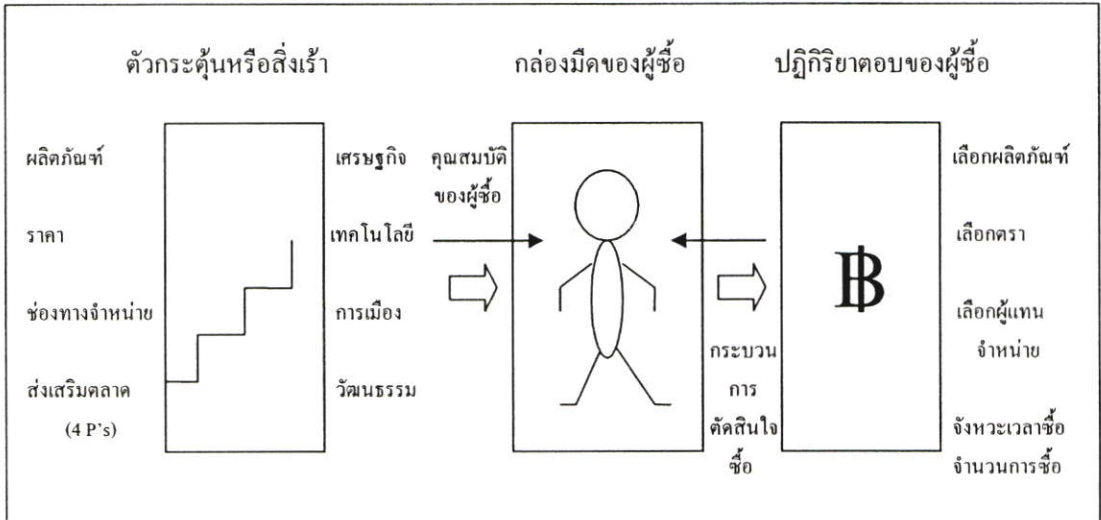 ตัวกระตุ้นหรือสิ่งเร้า
กล่องมืดของผู้ซื้อ
ปฏิกิริยาตอบของผู้ซื้อ
ผลิตภัณฑ์
ราคา
ช่องทางจำหน่าย
ส่งเสริมตลาด
(4 P's)
เศรษฐกิจ
เทคโนโลยี
การเมือง
วัฒนธรรม
คุณสมบัติ
ของผู้ซื้อ
กระบวน
การ
ตัดสินใจ
ซื้อ
฿
เลือกผลิตภัณฑ์
เลือกตรา
เลือกผู้แทน
จำหน่าย
จังหวะเวลาซื้อ
จำนวนการซื้อ